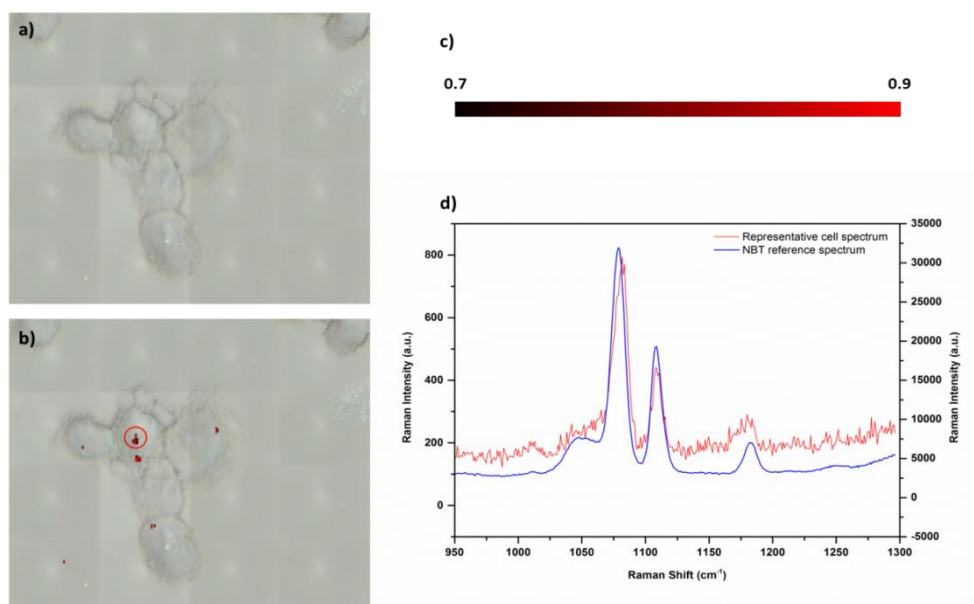 a)
b)
c)
0.7 0.9
d)
Representative cell spectrum
NBT reference spectrum
Raman Intensity (a.u.)
800
600
400
200
0
35000
30000
25000
20000
15000
10000
5000
0
-5000
Raman Intensity (a.u.)
950 1000 1050 1100 1150 1200 1250 1300
Raman Shift (cm⁻¹)